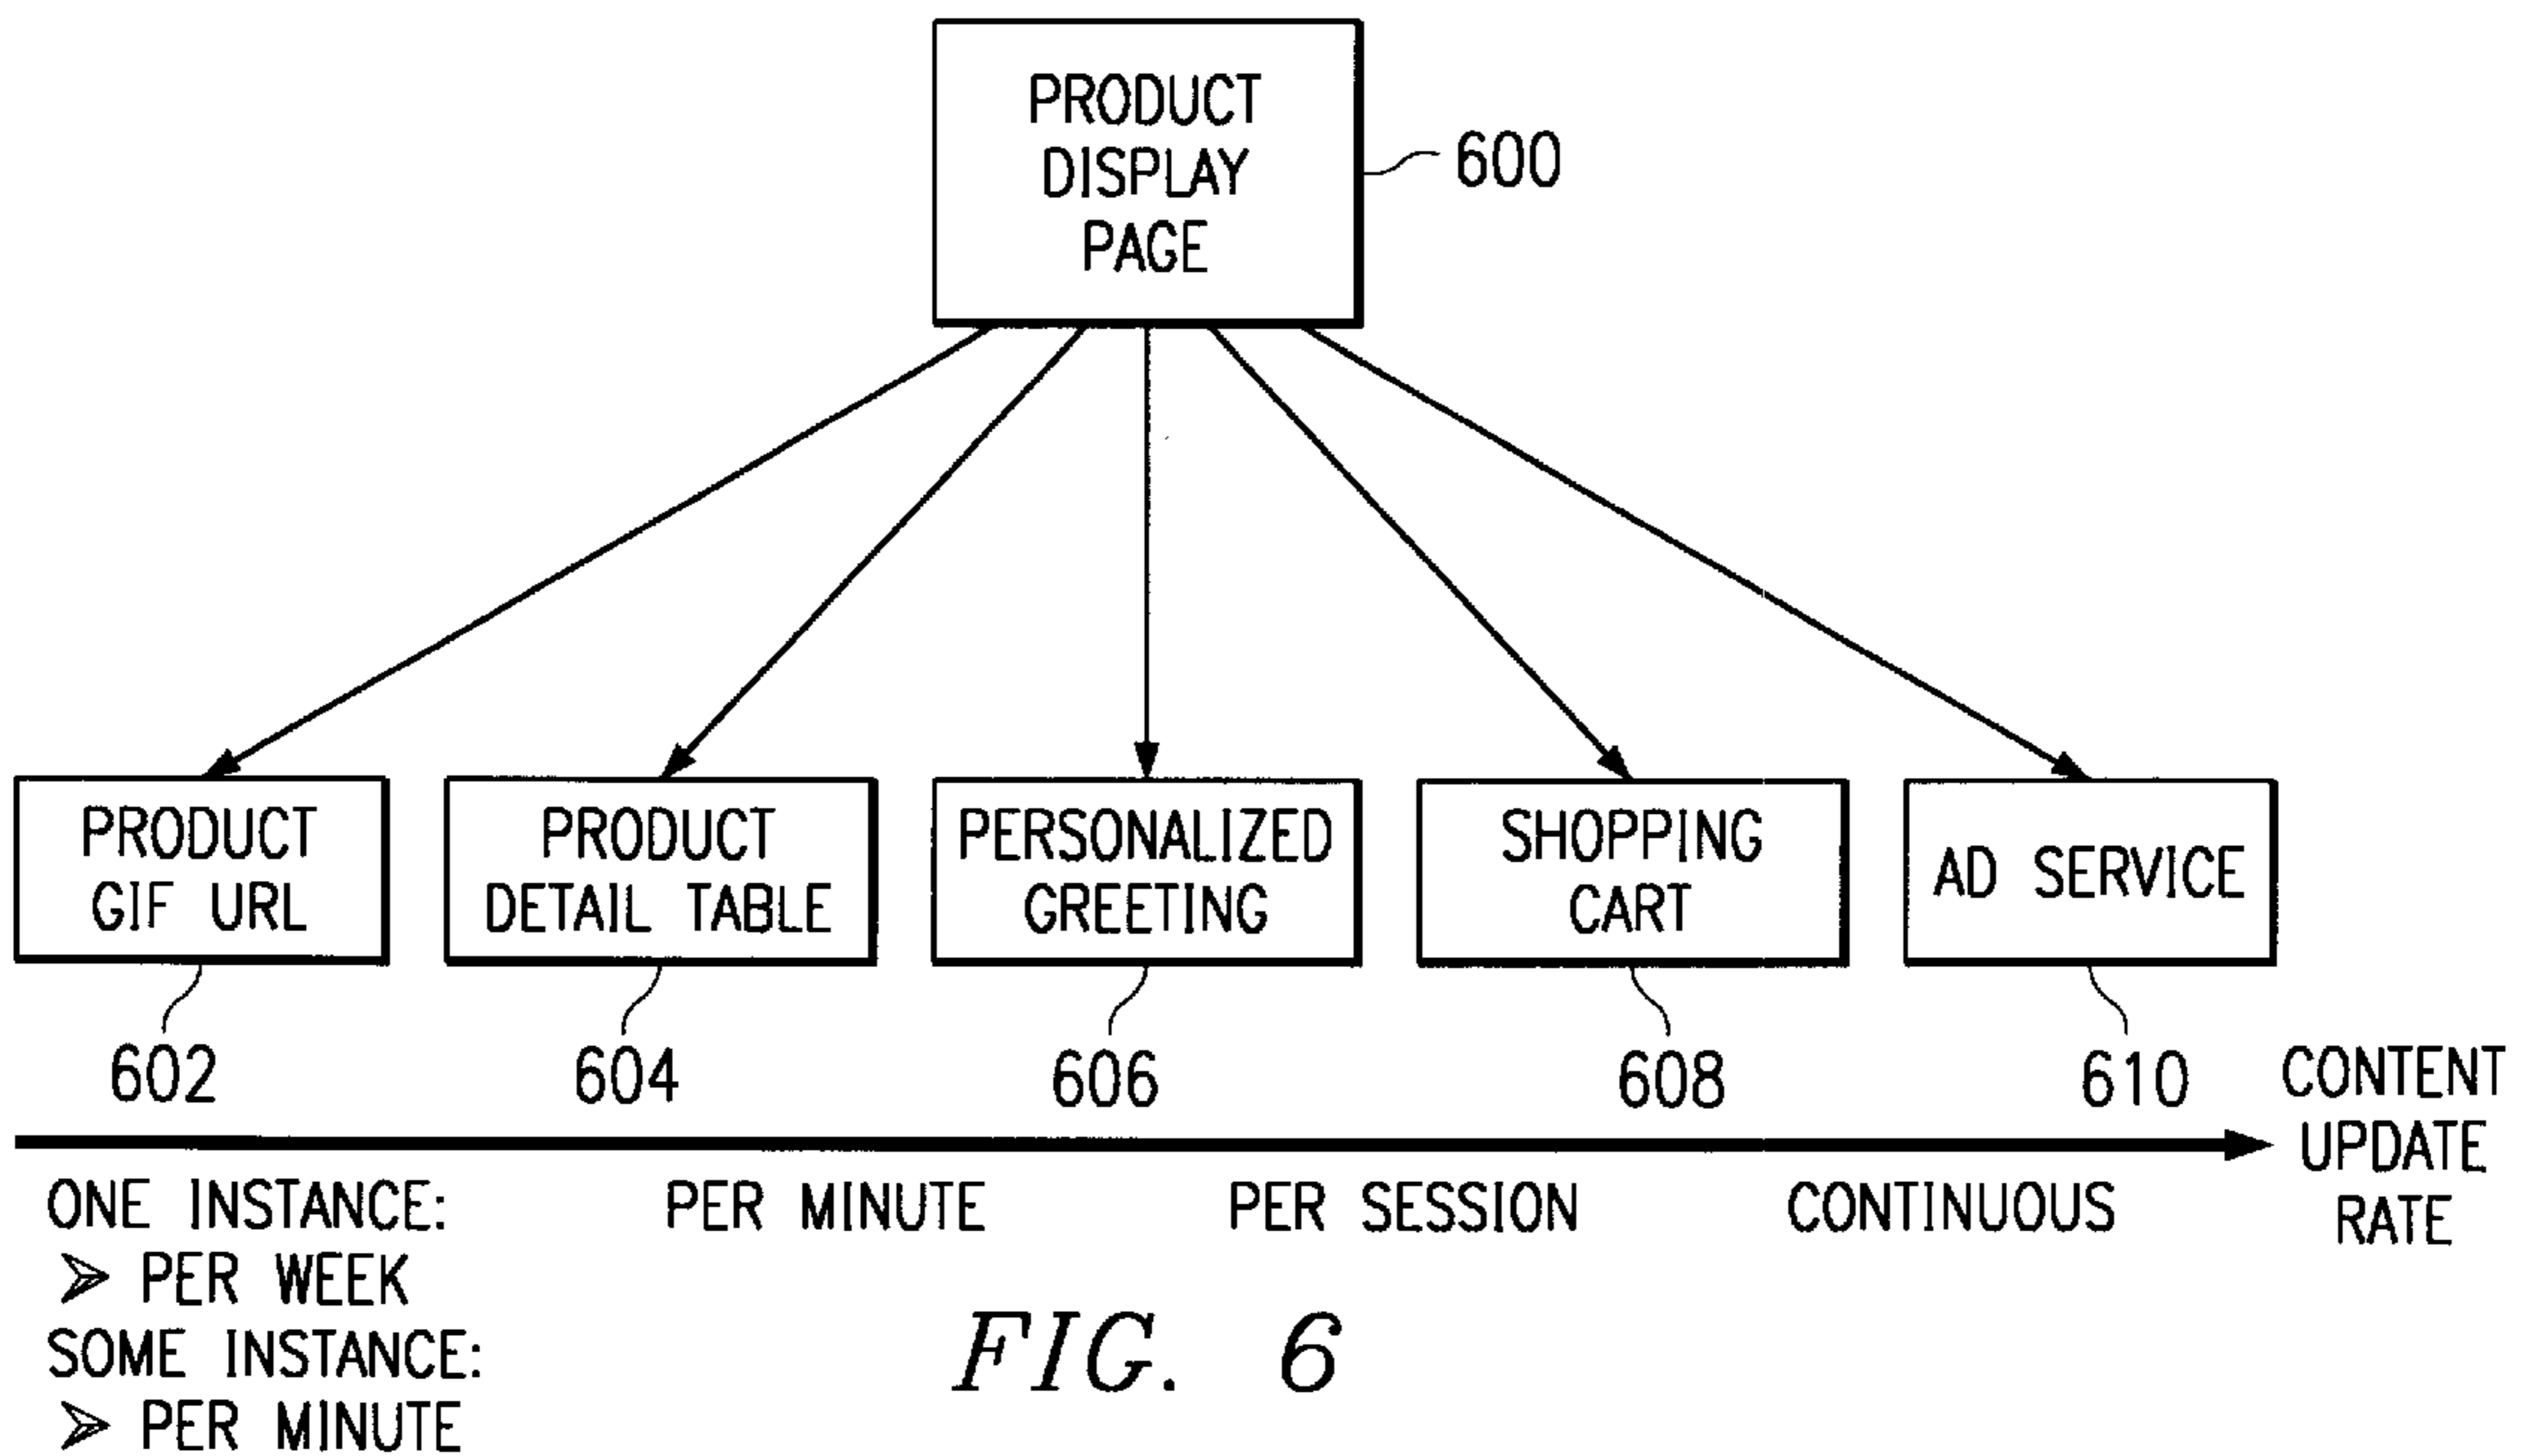 PRODUCT
DISPLAY
PAGE
600
PRODUCT
GIF URL
PRODUCT
DETAIL TABLE
PERSONALIZED
GREETING
SHOPPING
CART
AD SERVICE
602
604
606
608
610
CONTENT
UPDATE
RATE
ONE INSTANCE:
➢ PER WEEK
SOME INSTANCE:
➢ PER MINUTE
PER MINUTE
PER SESSION
CONTINUOUS
FIG. 6